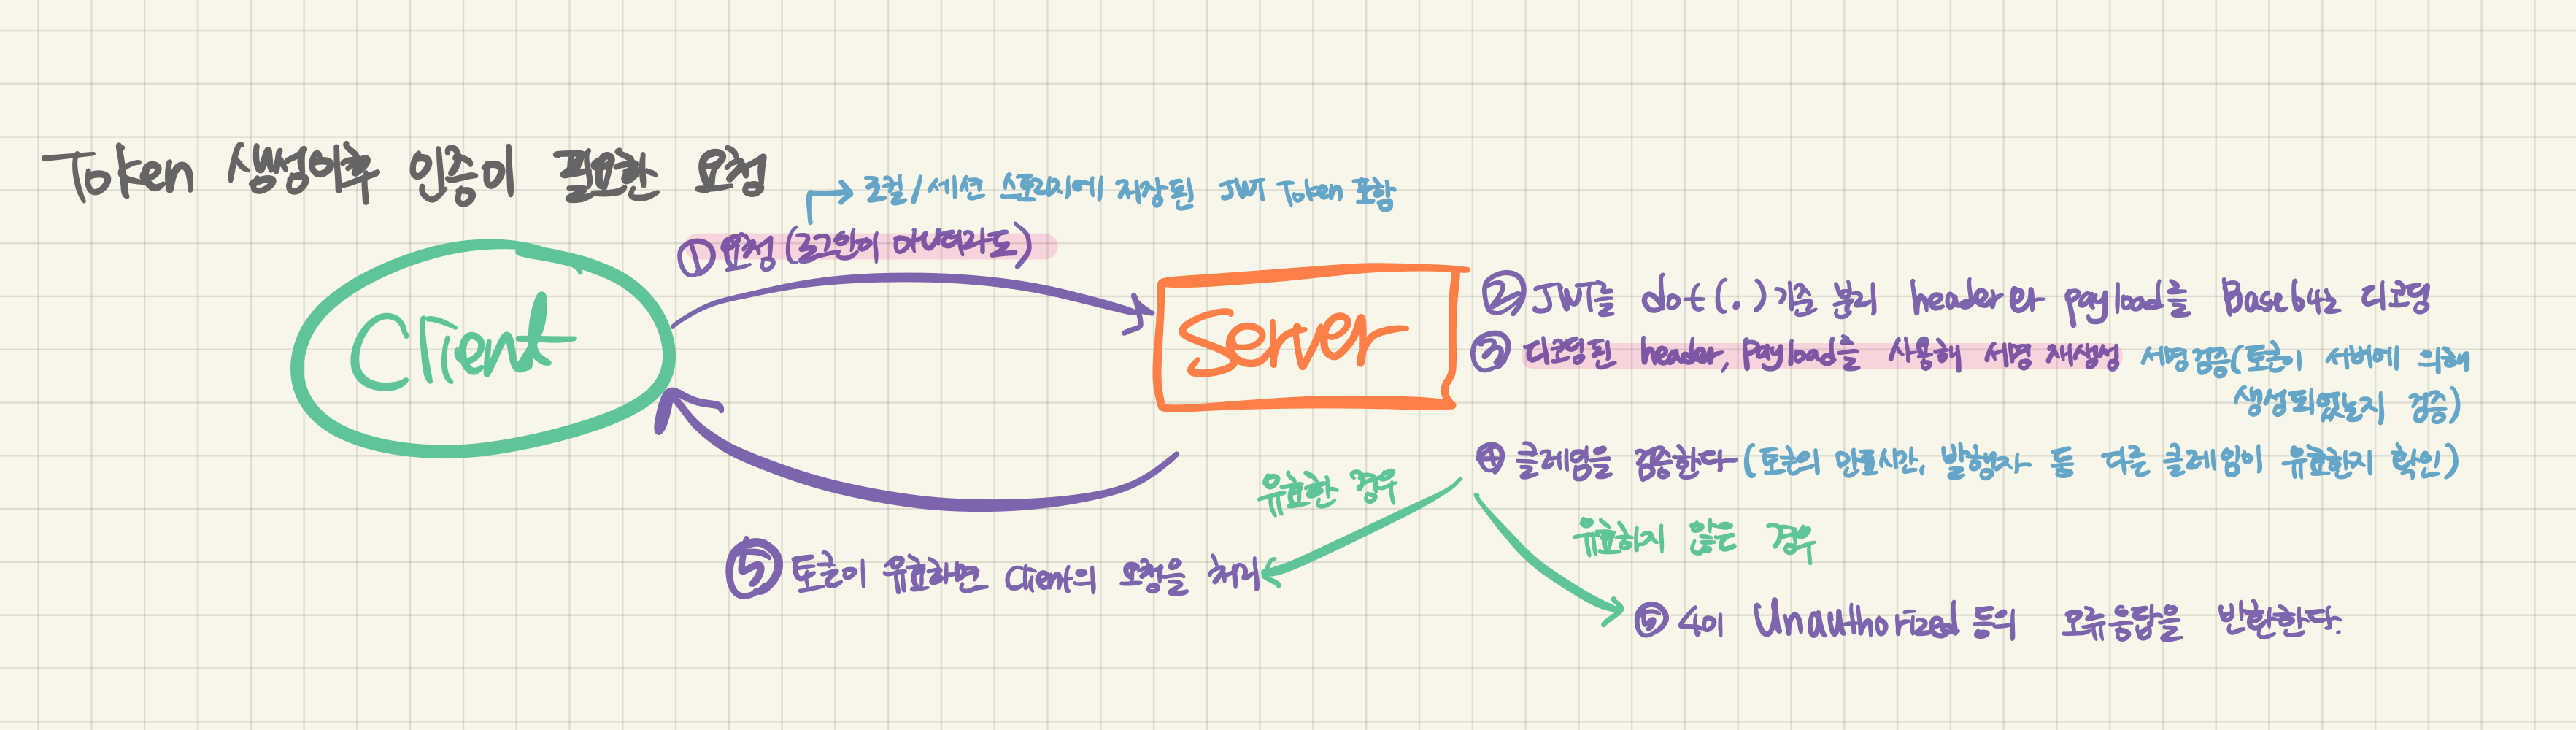 Token 생성이후 인증이 필요한 요청
→ 로컬/세션 스토리지에 저장된 JWT Token 포함
① 요청 (로그인이 아니더라도)
Client
Server
② JWT를 dot(.)기준 분리 header와 payload를 Base64로 디코딩
③ 디코딩된 header, payload를 사용해 서명 재생성 서명검증(토큰이 서버에 의해
생성되었는지 검증)
④ 클레임을 검증한다 (토큰의 만료시간, 발행자 등 다른 클레임이 유효한지 확인)
유효한 경우
유효하지 않은 경우
⑤ 토큰이 유효하면 Client의 요청을 처리
⑤ 401 Unauthorized 등의 오류응답을 반환한다.